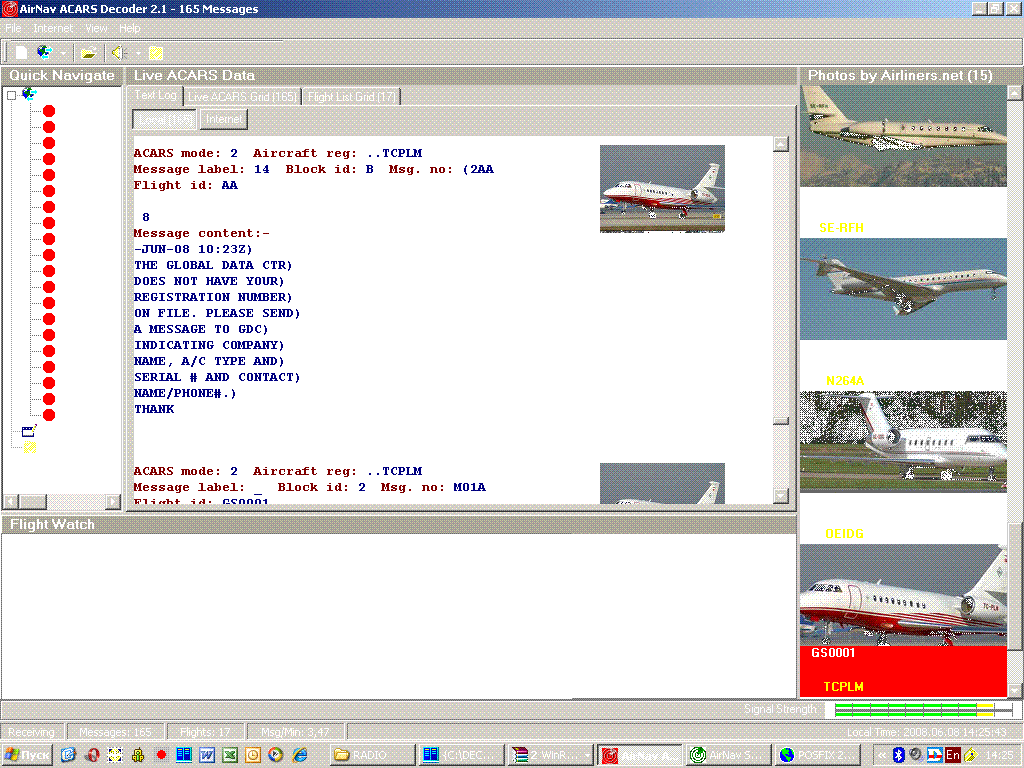 AirNav ACARS Decoder 2.1 - 165 Messages
File Internet View Help
Quick Navigate
Live ACARS Data
Photos by Airliners.net (15)
Text Log Live ACARS Grid (165) Flight List Grid (17)
Local (165) Internet
ACARS mode: 2 Aircraft reg: ..TCPLM
Message label: 14 Block id: B Msg. no: (2AA
Flight id: AA
8
Message content:-
-JUN-08 10:23Z)
THE GLOBAL DATA CTR)
DOES NOT HAVE YOUR)
REGISTRATION NUMBER)
ON FILE. PLEASE SEND)
A MESSAGE TO GDC)
INDICATING COMPANY)
NAME, A/C TYPE AND)
SERIAL # AND CONTACT)
NAME/PHONE#.)
THANK
ACARS mode: 2 Aircraft reg: ..TCPLM
Message label: _ Block id: 2 Msg. no: M01A
Flight id: GS0001
SE-RFH
N264A
OEIDG
GS0001
TCPLM
Flight Watch
Signal Strength
Receiving Messages: 165 Flights: 17 Msg/Min: 3,47 Local Time: 2008.06.08 14:25:43
Пуск RADIO (C:\DEC... 2 WinR... AirNav A... AirNav S... POSFIX 2... En 14:25